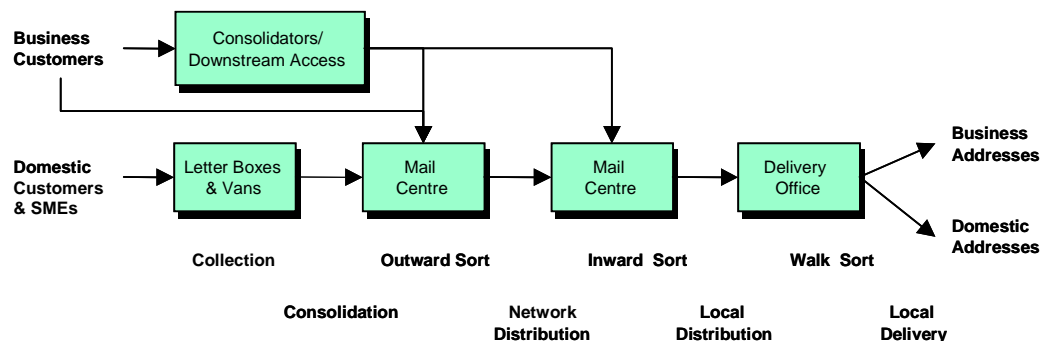 Business
Customers
Consolidators/
Downstream Access
Domestic
Customers
& SMEs
Letter Boxes
& Vans
Mail
Centre
Mail
Centre
Delivery
Office
Business
Addresses
Domestic
Addresses
Collection
Outward Sort
Inward Sort
Walk Sort
Consolidation
Network
Distribution
Local
Distribution
Local
Delivery